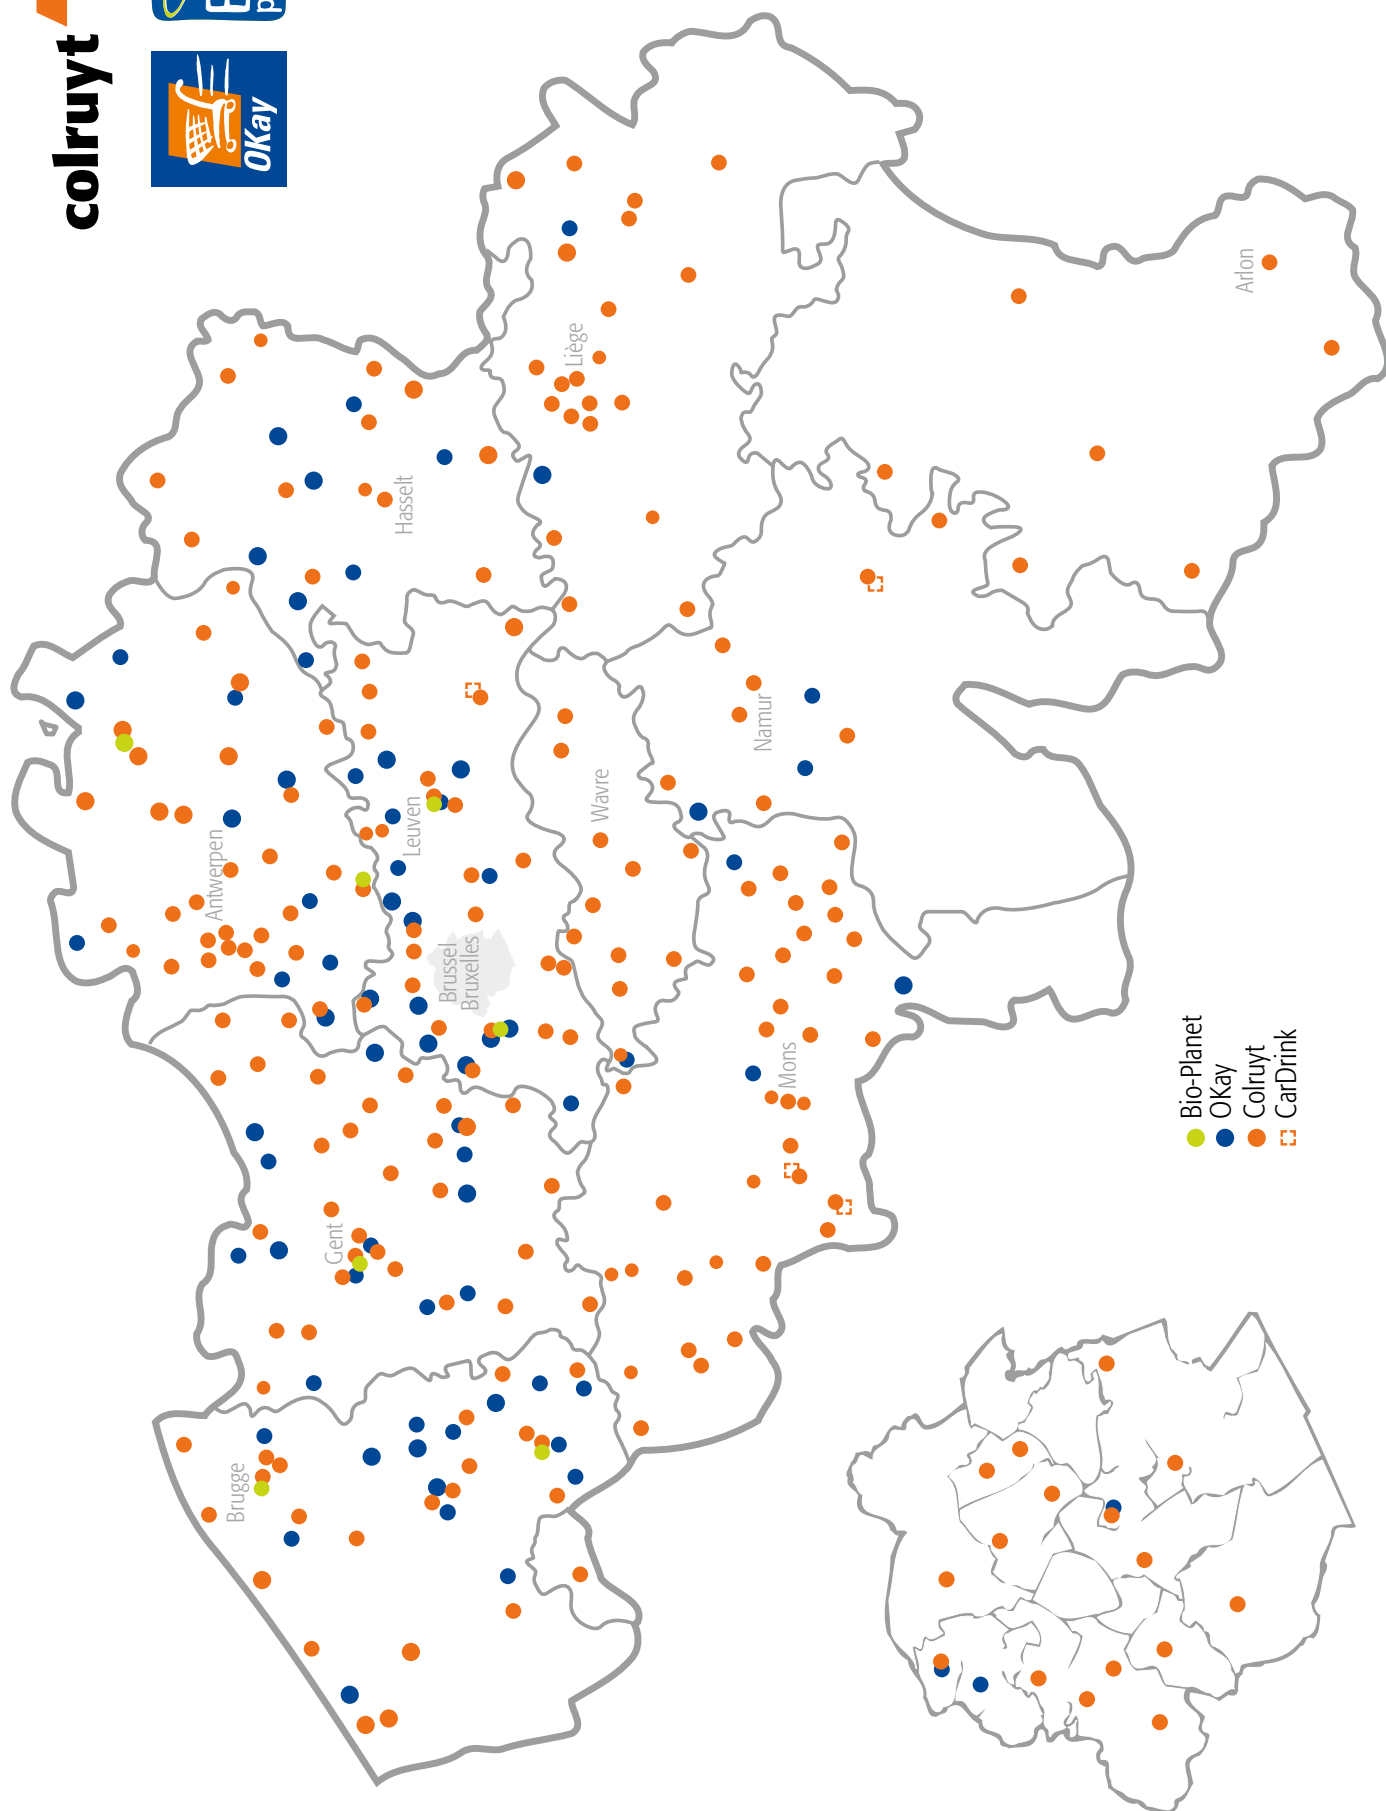 colruyt
OKay
Brugge
Gent
Antwerpen
Hasselt
Leuven
Brussel
Bruxelles
Wavre
Liège
Mons
Namur
Arlon
Bio-Planet
OKay
Colruyt
CarDrink